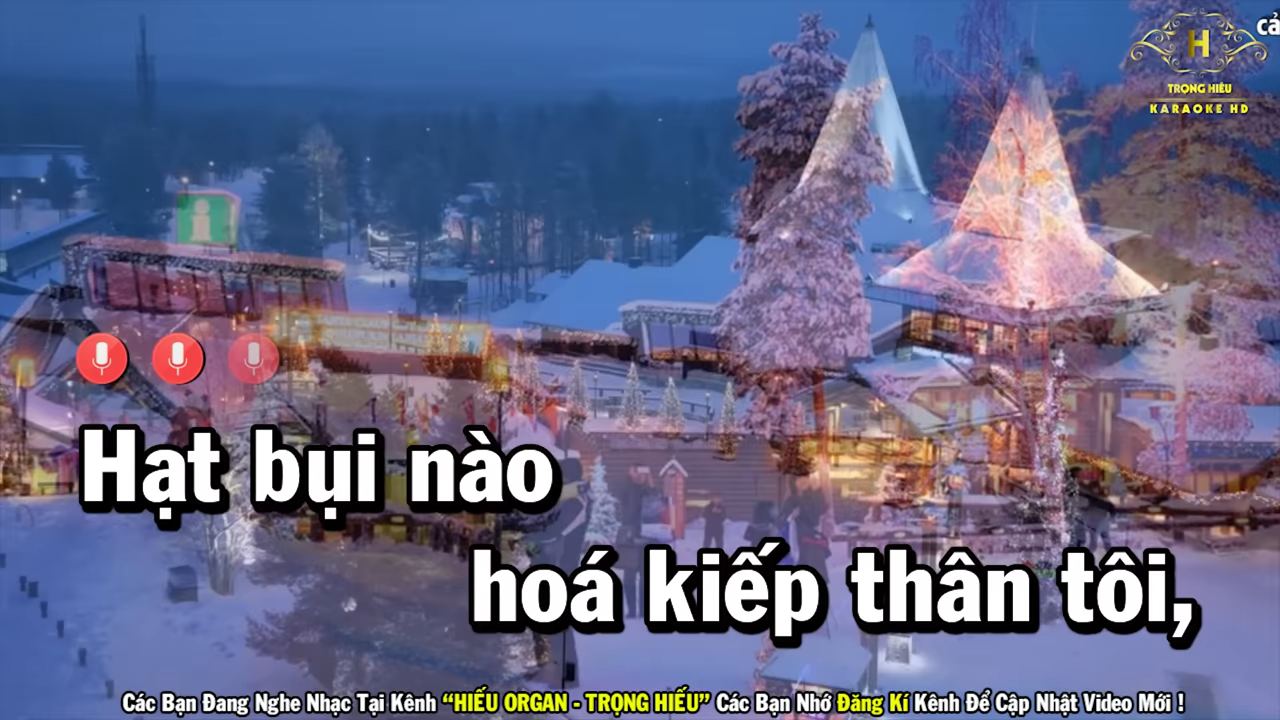 cả
H
TRỌNG HIẾU
KARAOKE HD
Hạt bụi nào
hoá kiếp thân tôi,
Các Bạn Đang Nghe Nhạc Tại Kênh “HIẾU ORGAN - TRỌNG HIẾU” Các Bạn Nhớ Đăng Kí Kênh Để Cập Nhật Video Mới !